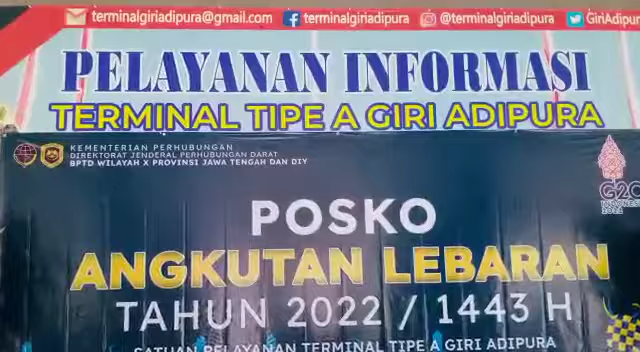 terminalgiriadipura@gmail.com terminalgiriadipura @terminalgiriadipura GiriAdipura
PELAYANAN INFORMASI
TERMINAL TIPE A GIRI ADIPURA
KEMENTERIAN PERHUBUNGAN
DIREKTORAT JENDERAL PERHUBUNGAN DARAT
BPTD WILAYAH X PROVINSI JAWA TENGAH DAN DIY
G20
INDONESIA
2022
POSKO
ANGKUTAN LEBARAN
TAHUN 2022 / 1443 H
SATUAN PELAYANAN TERMINAL TIPE A GIRI ADIPURA